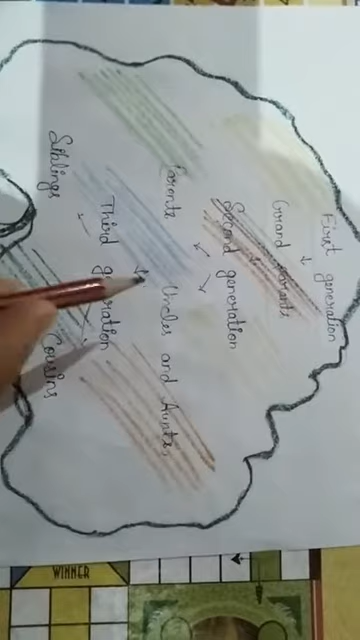 First generation
Grand parents
Second generation
Parents
Uncles and Aunts
Third generation
Siblings
Cousins
WINNER